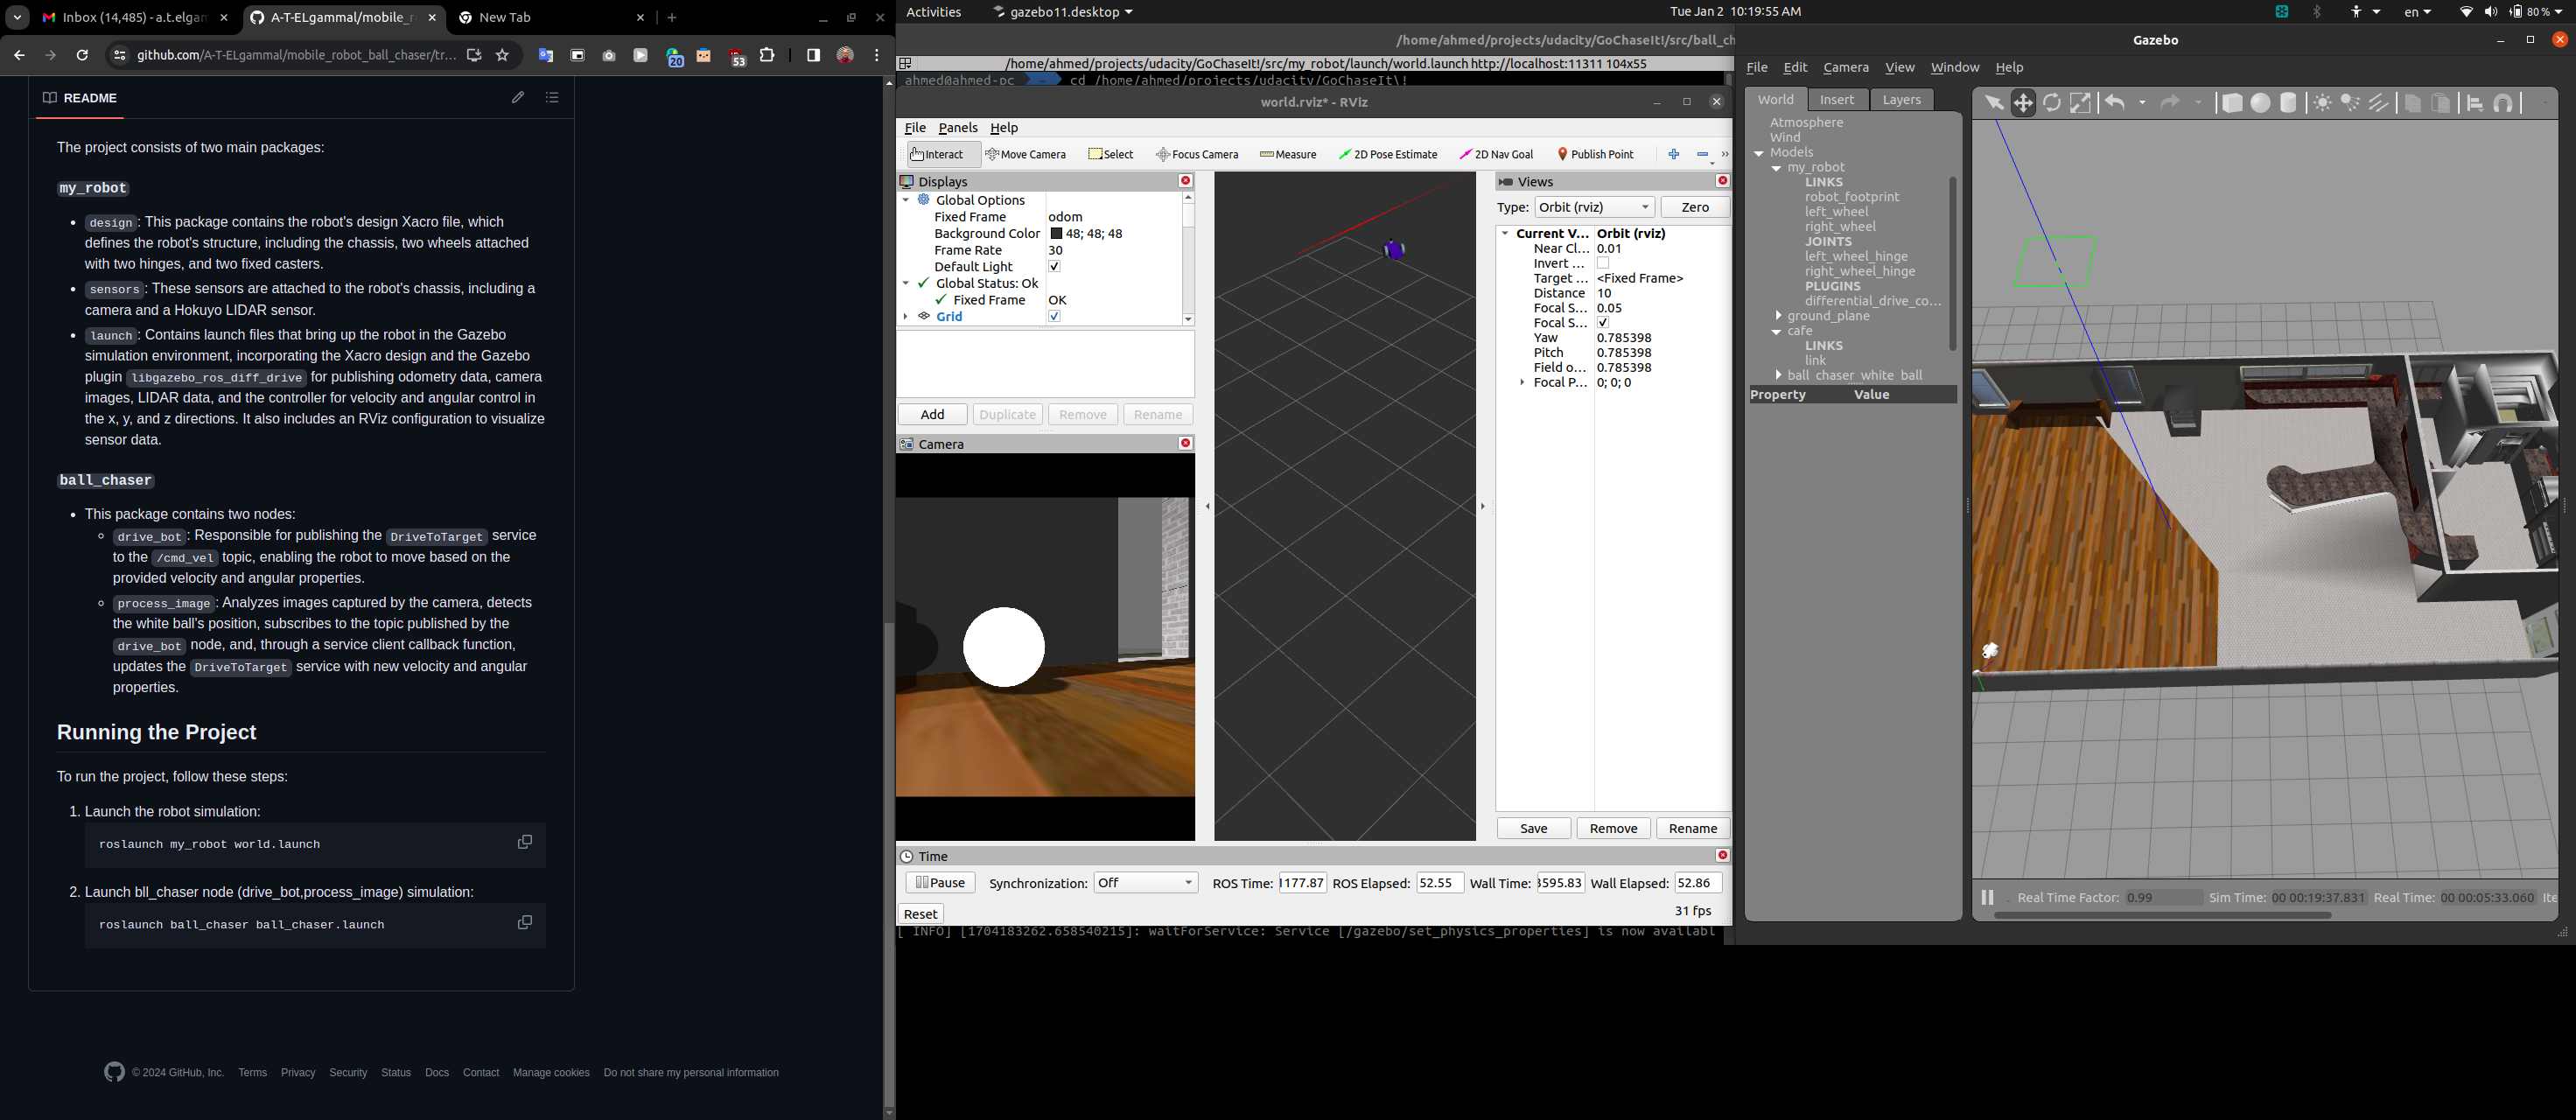 Inbox (14,485) - a.t.elgam
A-T-ELgammal/mobile_r
New Tab
github.com/A-T-ELgammal/mobile_robot_ball_chaser/tr...
20
53
README
The project consists of two main packages:
my_robot
design: This package contains the robot's design Xacro file, which
defines the robot's structure, including the chassis, two wheels attached
with two hinges, and two fixed casters.
sensors: These sensors are attached to the robot's chassis, including a
camera and a Hokuyo LIDAR sensor.
launch: Contains launch files that bring up the robot in the Gazebo
simulation environment, incorporating the Xacro design and the Gazebo
plugin libgazebo_ros_diff_drive for publishing odometry data, camera
images, LIDAR data, and the controller for velocity and angular control in
the x, y, and z directions. It also includes an RViz configuration to visualize
sensor data.
ball_chaser
This package contains two nodes:
drive_bot: Responsible for publishing the DriveToTarget service
to the /cmd_vel topic, enabling the robot to move based on the
provided velocity and angular properties.
process_image: Analyzes images captured by the camera, detects
the white ball's position, subscribes to the topic published by the
drive_bot node, and, through a service client callback function,
updates the DriveToTarget service with new velocity and angular
properties.
Running the Project
To run the project, follow these steps:
1. Launch the robot simulation:
roslaunch my_robot world.launch
2. Launch bll_chaser node (drive_bot,process_image) simulation:
roslaunch ball_chaser ball_chaser.launch
© 2024 GitHub, Inc. Terms Privacy Security Status Docs Contact Manage cookies Do not share my personal information
Activities gazebo11.desktop
Tue Jan 2 10:19:55 AM
en 80 %
/home/ahmed/projects/udacity/GoChaseIt!/src/ball_ch
/home/ahmed/projects/udacity/GoChaseIt!/src/my_robot/launch/world.launch http://localhost:11311 104x55
ahmed@ahmed-pc ~ cd /home/ahmed/projects/udacity/GoChaseIt\!
world.rviz* - RViz
File Panels Help
Interact Move Camera Select Focus Camera Measure 2D Pose Estimate 2D Nav Goal Publish Point
Displays
Global Options
Fixed Frame odom
Background Color 48; 48; 48
Frame Rate 30
Default Light
Global Status: Ok
Fixed Frame OK
Grid
Add Duplicate Remove Rename
Camera
Views
Type: Orbit (rviz) Zero
Current V... Orbit (rviz)
Near Cl... 0.01
Invert ...
Target ... <Fixed Frame>
Distance 10
Focal S... 0.05
Focal S...
Yaw 0.785398
Pitch 0.785398
Field o... 0.785398
Focal P... 0; 0; 0
Save Remove Rename
Time
Pause Synchronization: Off ROS Time: 1177.87 ROS Elapsed: 52.55 Wall Time: 3595.83 Wall Elapsed: 52.86
Reset 31 fps
[ INFO] [1704183262.658540215]: waitForService: Service [/gazebo/set_physics_properties] is now availabl
Gazebo
File Edit Camera View Window Help
World Insert Layers
Atmosphere
Wind
Models
my_robot
LINKS
robot_footprint
left_wheel
right_wheel
JOINTS
left_wheel_hinge
right_wheel_hinge
PLUGINS
differential_drive_co...
ground_plane
cafe
LINKS
link
ball_chaser_white_ball
Property Value
Real Time Factor: 0.99 Sim Time: 00 00:19:37.831 Real Time: 00 00:05:33.060 Ite